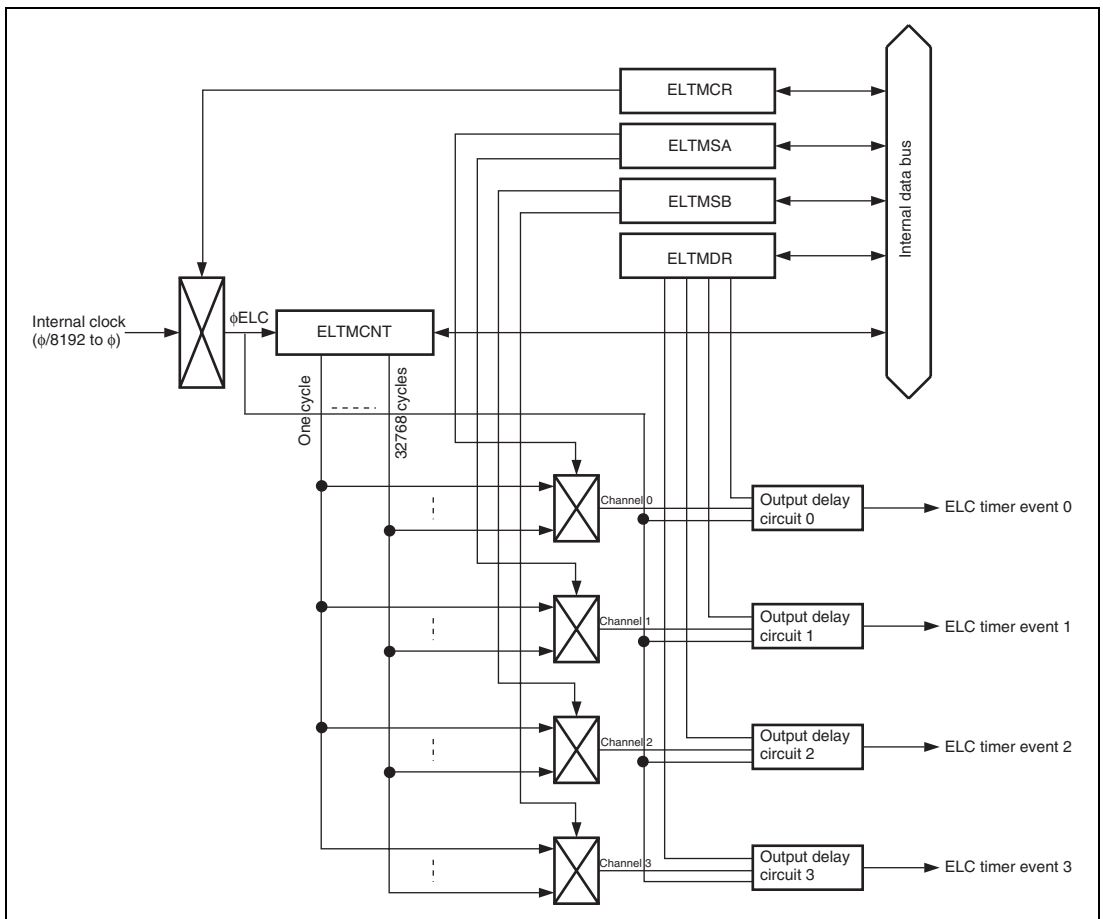 ELTMCR
ELTMSA
ELTMSB
ELTMDR
Internal data bus
Internal clock
(ϕ/8192 to ϕ)
ϕELC
ELTMCNT
One cycle
32768 cycles
Channel 0
Output delay
circuit 0
ELC timer event 0
Channel 1
Output delay
circuit 1
ELC timer event 1
Channel 2
Output delay
circuit 2
ELC timer event 2
Channel 3
Output delay
circuit 3
ELC timer event 3